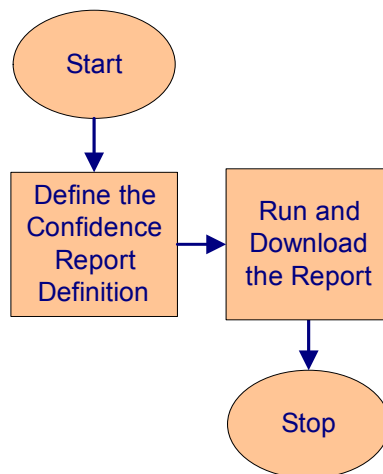 Start
Define the
Confidence
Report
Definition
Run and
Download
the Report
Stop